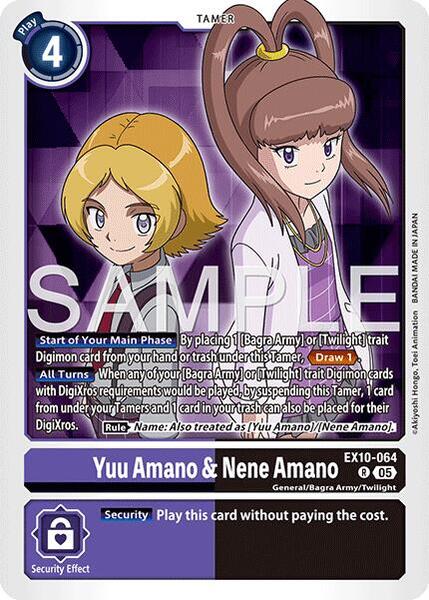 TAMER
Play
4
SAMPLE
Start of Your Main Phase By placing 1 [Bagra Army] or [Twilight] trait
Digimon card from your hand or trash under this Tamer, Draw 1
All Turns When any of your [Bagra Army] or [Twilight] trait Digimon cards
with DigiXros requirements would be played, by suspending this Tamer, 1 card
from under your Tamers and 1 card in your trash can also be placed for their
DigiXros. Rule Name: Also treated as [Yuu Amano]/[Nene Amano].
©Akiyoshi Hongo, Toei Animation BANDAI MADE IN JAPAN
Yuu Amano & Nene Amano
EX10-064
R 05
General/Bagra Army/Twilight
Security Play this card without paying the cost.
Security Effect